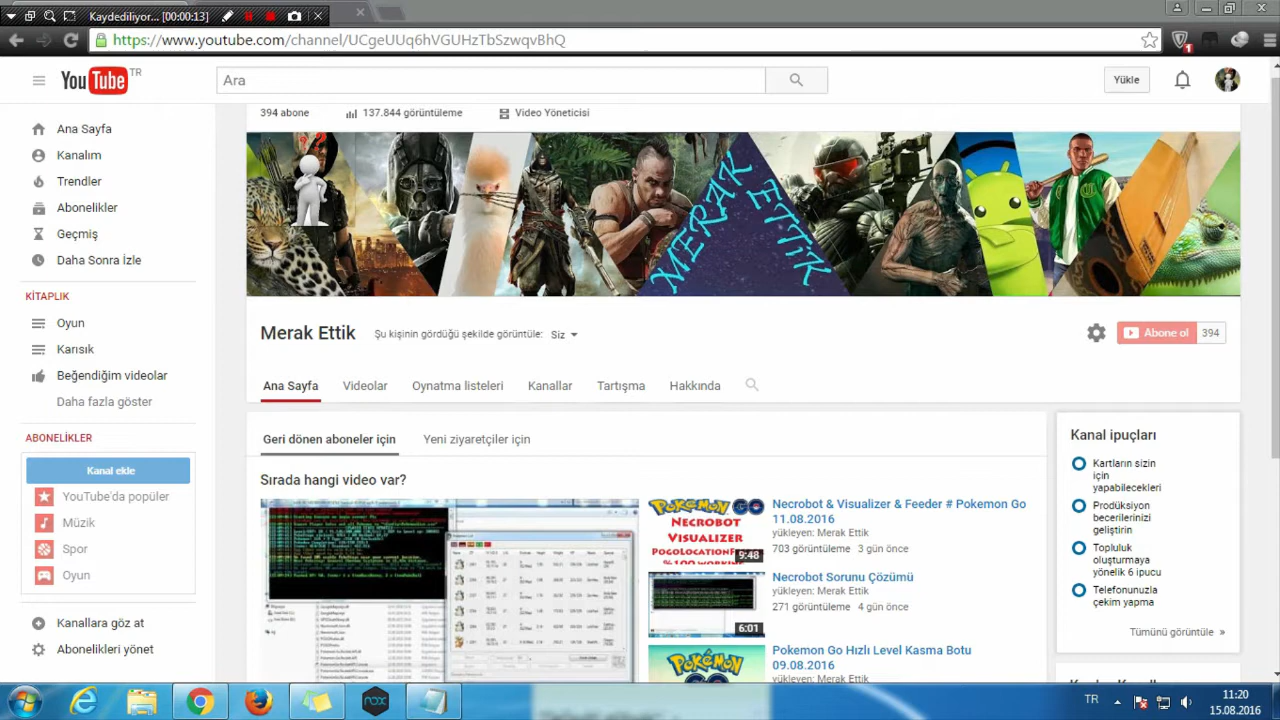 Kaydediliyor... [00:00:13]
https://www.youtube.com/channel/UCgeUUq6hVGUHzTbSzwqvBhQ
1
YouTube TR
Ara
Yükle
394 abone
137.844 görüntüleme
Video Yöneticisi
Ana Sayfa
Kanalım
Trendler
Abonelikler
Geçmiş
Daha Sonra İzle
KİTAPLIK
Oyun
Karısık
Beğendiğim videolar
Daha fazla göster
ABONELİKLER
Kanal ekle
YouTube'da popüler
Müzik
Spor
Oyun
Kanallara göz at
Abonelikleri yönet
MERAK ETTIK
Merak Ettik
Şu kişinin gördüğü şekilde görüntüle: Siz
Abone ol 394
Ana Sayfa
Videolar
Oynatma listeleri
Kanallar
Tartışma
Hakkında
Geri dönen aboneler için
Yeni ziyaretçiler için
Sırada hangi video var?
POKÉMON GO
NECROBOT
VISUALIZER
POGOLOCATIONF
%100 WORKING
9:48
Necrobot & Visualizer & Feeder # Pokemon Go
11.08.2016
yükleyen: Merak Ettik
703 görüntüleme 3 gün önce
6:01
Necrobot Sorunu Çözümü
yükleyen: Merak Ettik
271 görüntüleme 4 gün önce
POKÉMON
GO
Pokemon Go Hızlı Level Kasma Botu
09.08.2016
Kanal ipuçları
Kartların sizin
için
yapabilecekleri
Prodüksiyon
becerilerinizi
geliştirin
Topluluk
oluşturmaya
yönelik 6 ipucu
Telefonunuzla
çekim yapma
Tümünü görüntüle »
nox
TR
11:20
15.08.2016